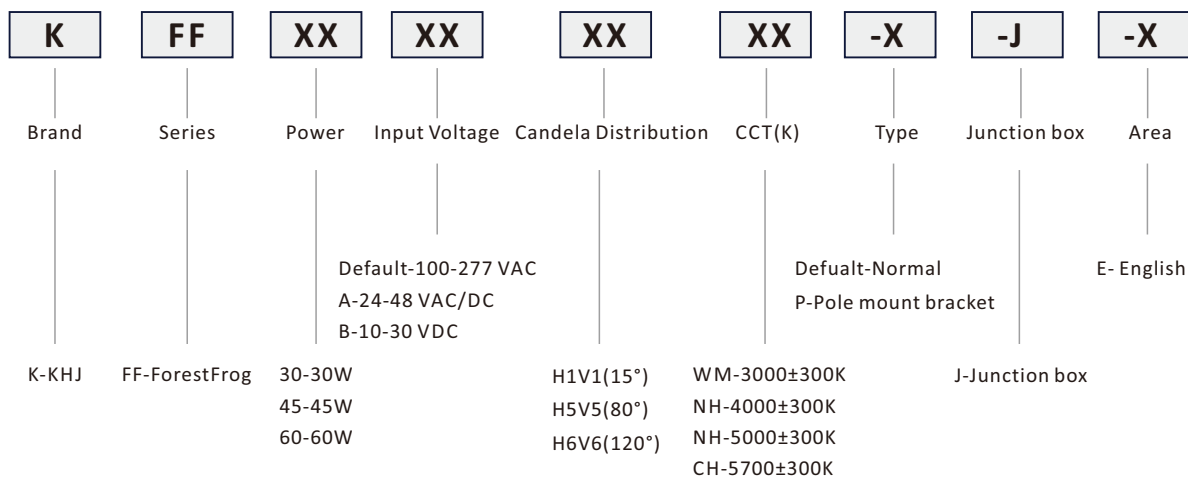 K FF XX XX XX XX -X -J -X
Brand Series Power Input Voltage Candela Distribution CCT(K) Type Junction box Area
Default-100-277 VAC Defualt-Normal E- English
A-24-48 VAC/DC P-Pole mount bracket
B-10-30 VDC
K-KHJ FF-ForestFrog 30-30W H1V1(15°) WM-3000±300K J-Junction box
45-45W H5V5(80°) NH-4000±300K
60-60W H6V6(120°) NH-5000±300K
CH-5700±300K